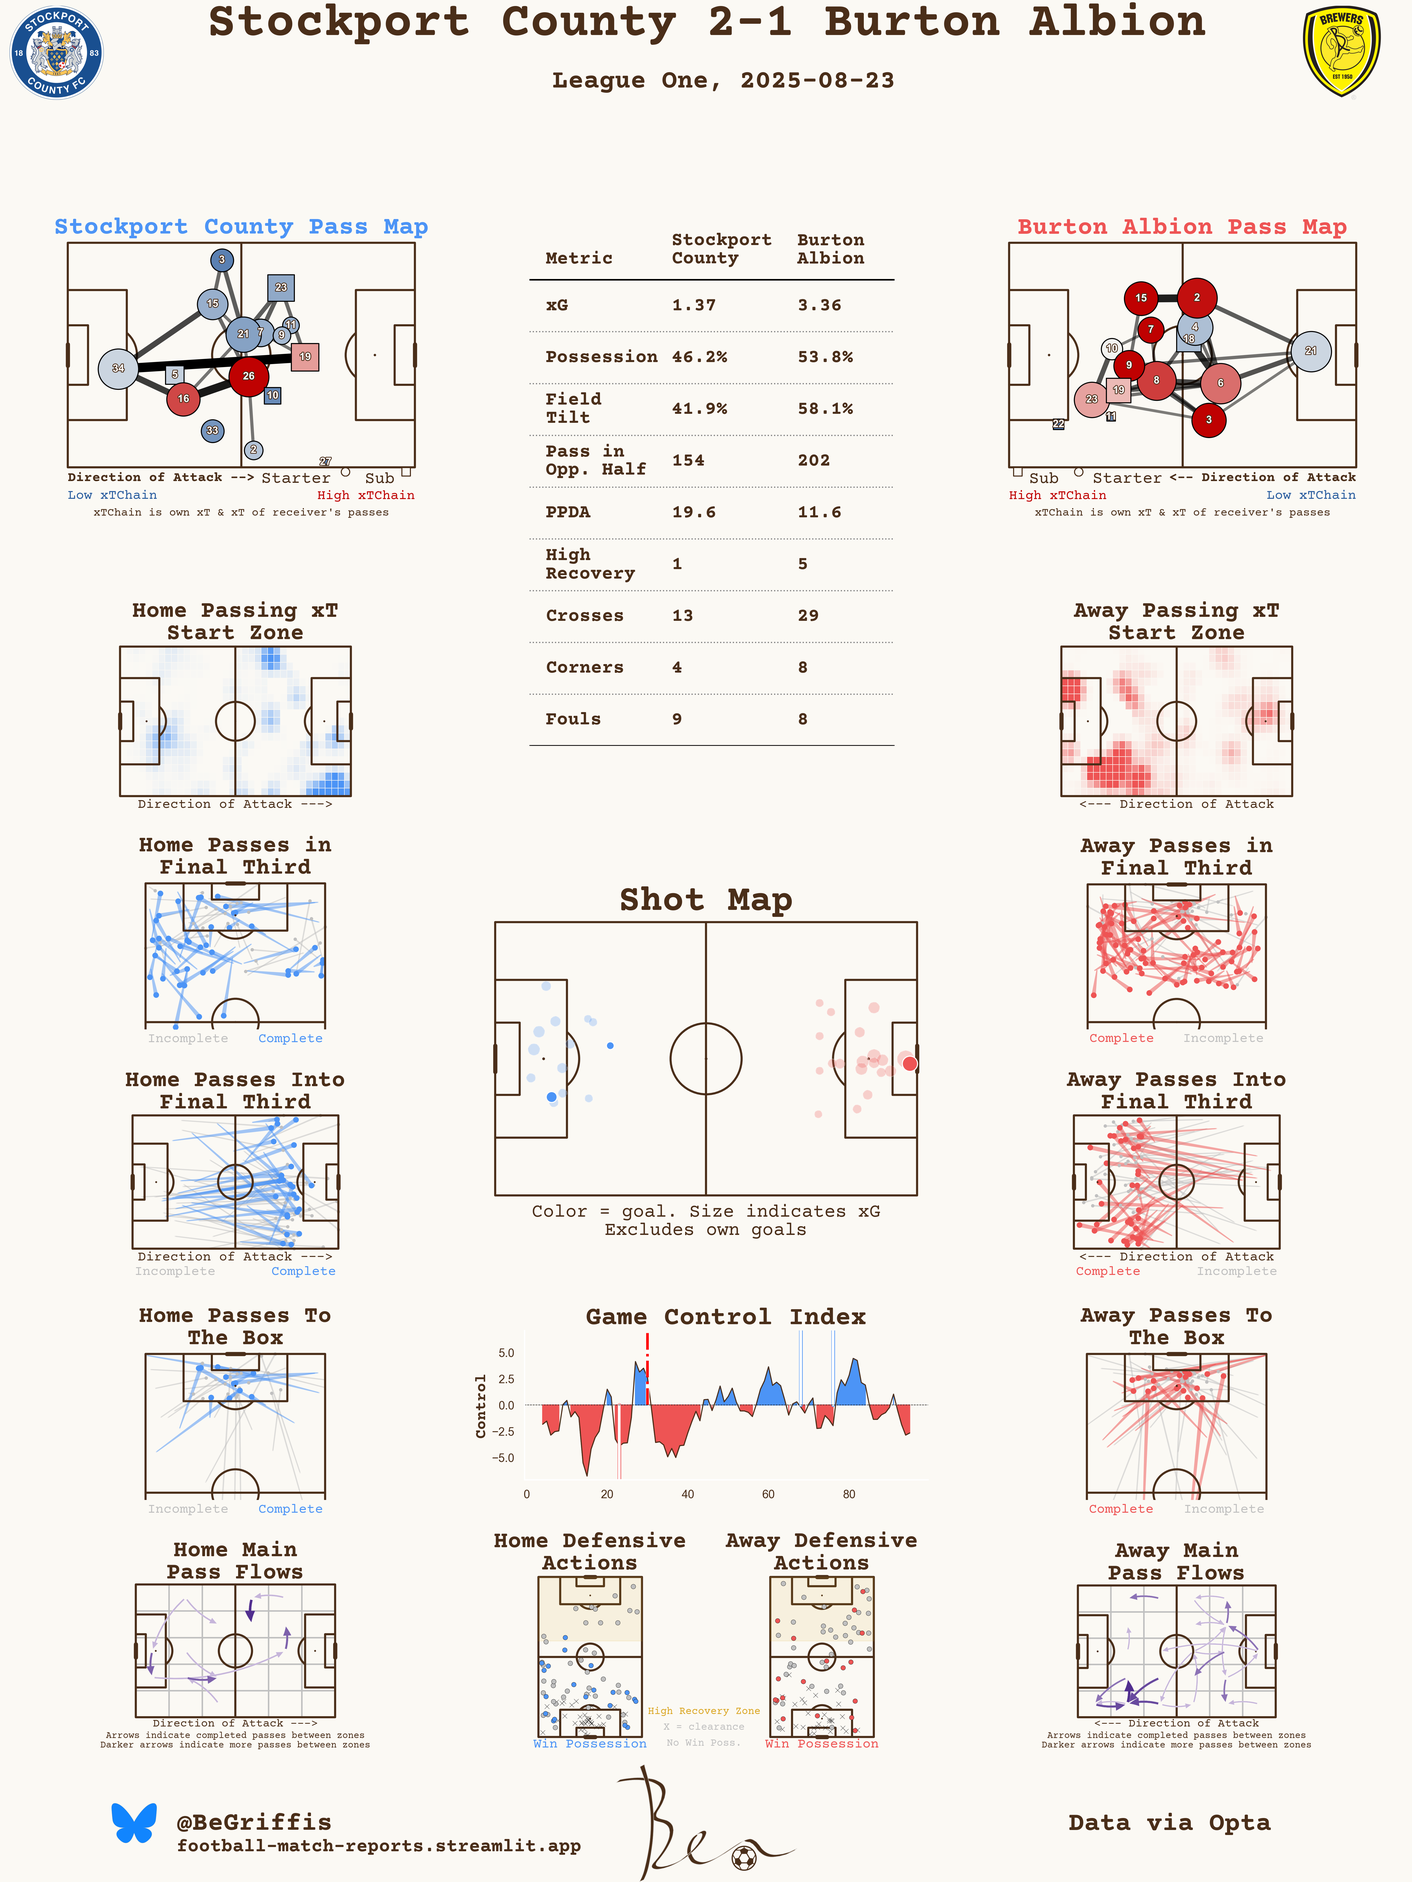 Stockport County 2-1 Burton Albion
League One, 2025-08-23
STOCKPORT
18 83
COUNTY FC
BREWERS
EST 1950
Stockport County Pass Map
3
23
15
11
21
7
9
19
34
5
26
16
10
33
2
27
Direction of Attack --> Starter Sub
Low xTChain High xTChain
xTChain is own xT & xT of receiver's passes
Metric Stockport County Burton Albion
xG 1.37 3.36
Possession 46.2% 53.8%
Field Tilt 41.9% 58.1%
Pass in Opp. Half 154 202
PPDA 19.6 11.6
High Recovery 1 5
Crosses 13 29
Corners 4 8
Fouls 9 8
Burton Albion Pass Map
15
2
7
4
18
10
21
9
8
6
19
23
11
3
22
Sub Starter <-- Direction of Attack
High xTChain Low xTChain
xTChain is own xT & xT of receiver's passes
Home Passing xT
Start Zone
Direction of Attack --->
Away Passing xT
Start Zone
<--- Direction of Attack
Home Passes in
Final Third
Incomplete Complete
Away Passes in
Final Third
Complete Incomplete
Shot Map
Color = goal. Size indicates xG
Excludes own goals
Home Passes Into
Final Third
Direction of Attack --->
Incomplete Complete
Away Passes Into
Final Third
<--- Direction of Attack
Complete Incomplete
Home Passes To
The Box
Incomplete Complete
Game Control Index
Control
5.0
2.5
0.0
−2.5
−5.0
0 20 40 60 80
Away Passes To
The Box
Complete Incomplete
Home Main
Pass Flows
Direction of Attack --->
Arrows indicate completed passes between zones
Darker arrows indicate more passes between zones
Home Defensive
Actions
Win Possession
Away Defensive
Actions
Win Possession
High Recovery Zone
X = clearance
No Win Poss.
Away Main
Pass Flows
<--- Direction of Attack
Arrows indicate completed passes between zones
Darker arrows indicate more passes between zones
@BeGriffis
football-match-reports.streamlit.app
Ben
Data via Opta